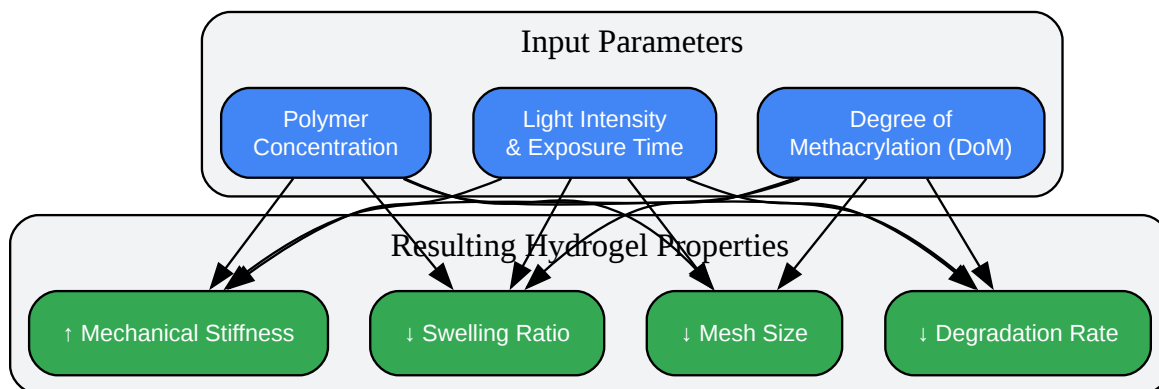 Input Parameters
Polymer
Concentration
Light Intensity
& Exposure Time
Degree of
Methacrylation (DoM)
Resulting Hydrogel Properties
↑ Mechanical Stiffness
↓ Swelling Ratio
↓ Mesh Size
↓ Degradation Rate